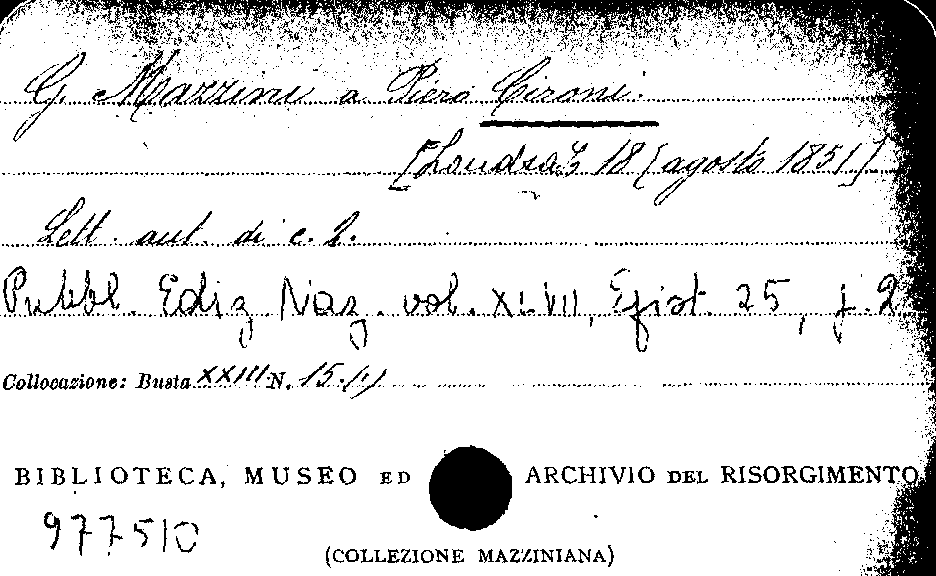 G. Mazzini a Piero Cironi.
[Londra] 18 [agosto 1851]
Lett. aut. di c. 2.
Pubbl. Ediz. Naz. vol. XLVII, Epist. 25, p. 2
Collocazione: Busta XXIII N. 15 (1)
BIBLIOTECA, MUSEO ED ARCHIVIO DEL RISORGIMENTO
977510
(COLLEZIONE MAZZINIANA)